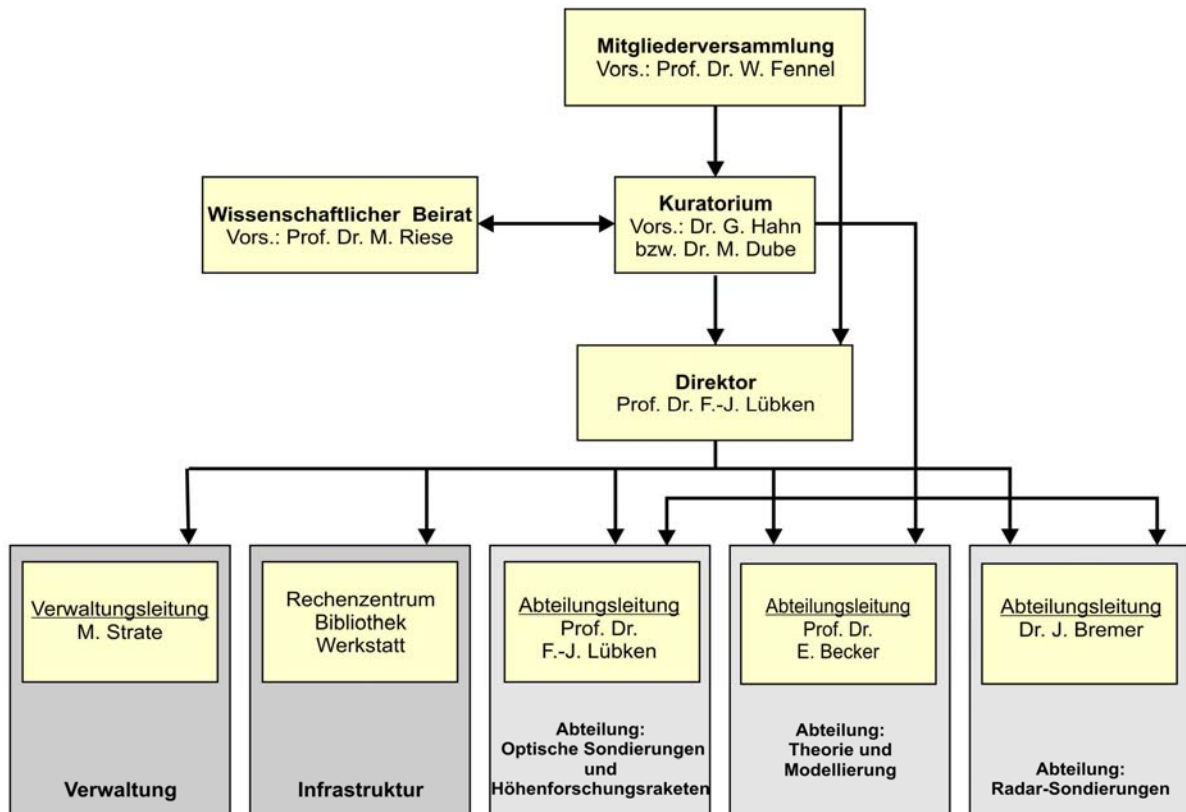 Mitgliederversammlung
Vors.: Prof. Dr. W. Fennel
Wissenschaftlicher Beirat
Vors.: Prof. Dr. M. Riese
Kuratorium
Vors.: Dr. G. Hahn
bzw. Dr. M. Dube
Direktor
Prof. Dr. F.-J. Lübken
Verwaltungsleitung
M. Strate
Verwaltung
Rechenzentrum
Bibliothek
Werkstatt
Infrastruktur
Abteilungsleitung
Prof. Dr.
F.-J. Lübken
Abteilung:
Optische Sondierungen
und
Höhenforschungsraketen
Abteilungsleitung
Prof. Dr.
E. Becker
Abteilung:
Theorie und
Modellierung
Abteilungsleitung
Dr. J. Bremer
Abteilung:
Radar-Sondierungen